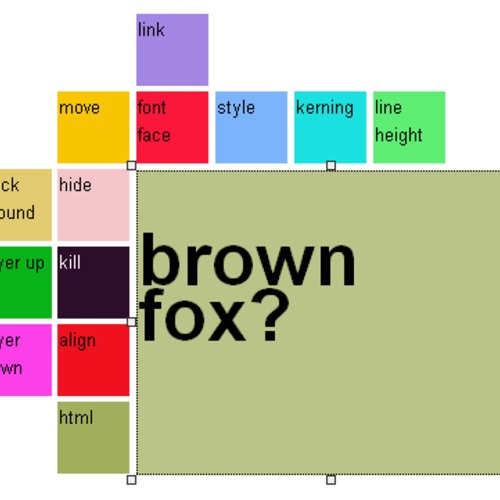 link
move
font
face
style
kerning
line
height
ck
ound
hide
yer up
kill
yer
wn
align
html
brown
fox?